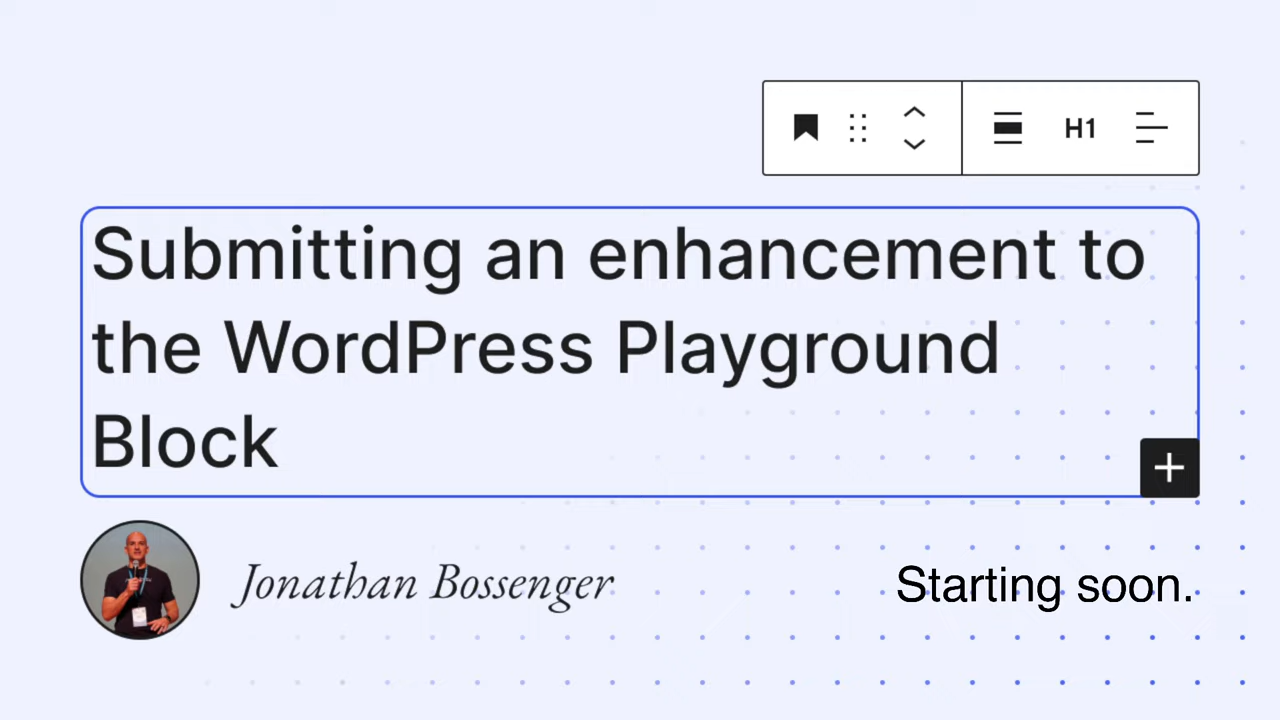 H1
Submitting an enhancement to
the WordPress Playground
Block
Jonathan Bossenger
Starting soon.